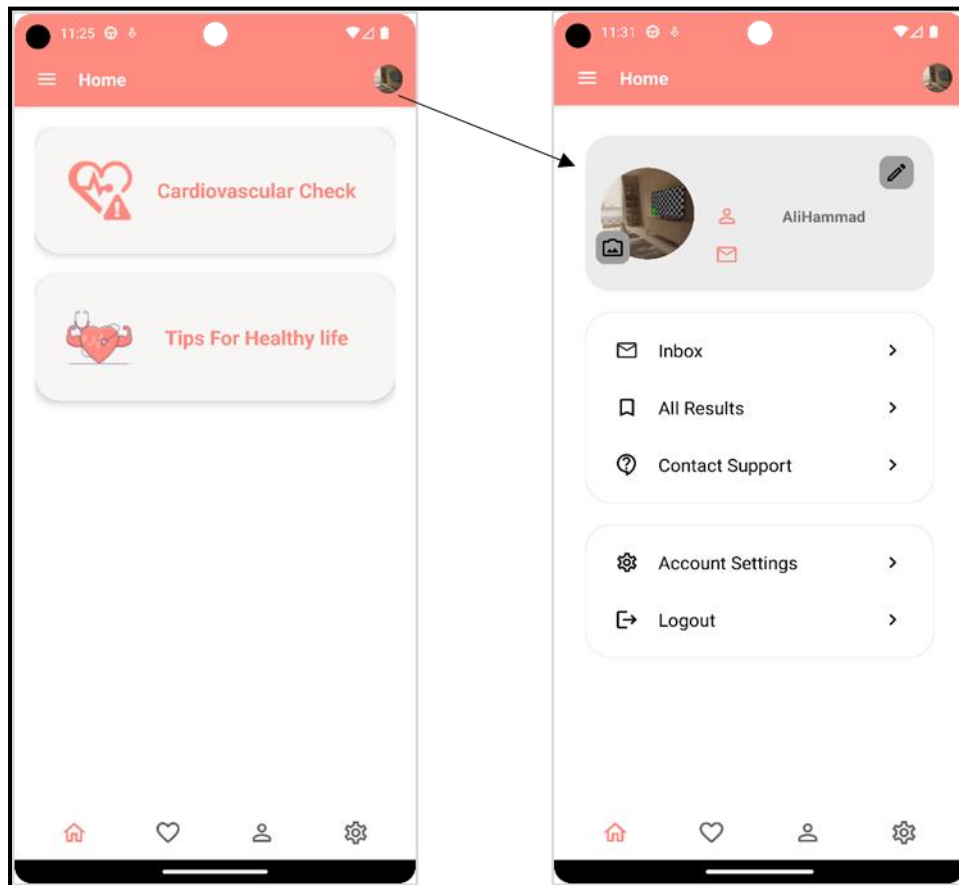 11:25
Home
Cardiovascular Check
Tips For Healthy life
11:31
Home
AliHammad
Inbox
All Results
Contact Support
Account Settings
Logout